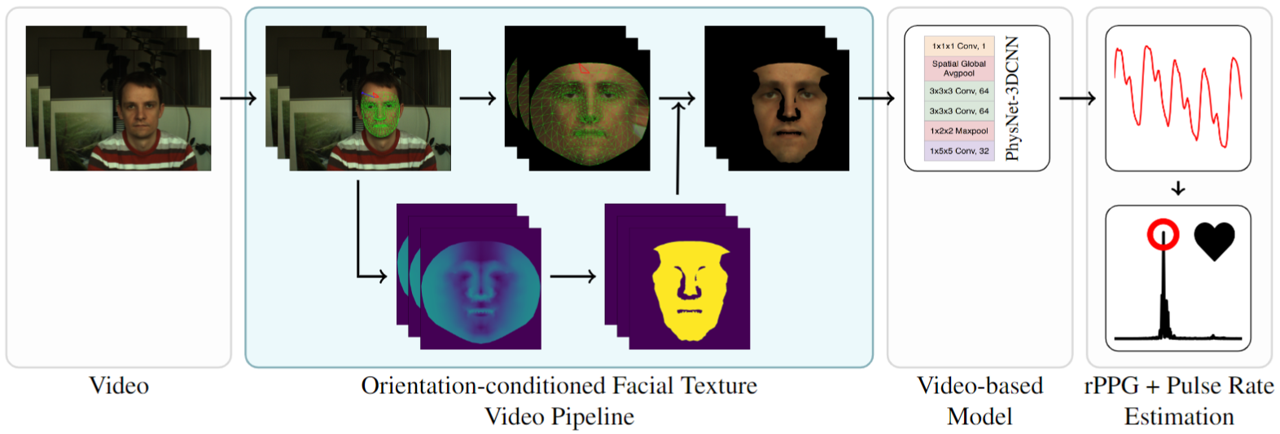 1x1x1 Conv, 1
Spatial Global
Avgpool
3x3x3 Conv, 64
3x3x3 Conv, 64
1x2x2 Maxpool
1x5x5 Conv, 32
PhysNet-3DCNN
Video
Orientation-conditioned Facial Texture
Video Pipeline
Video-based
Model
rPPG + Pulse Rate
Estimation